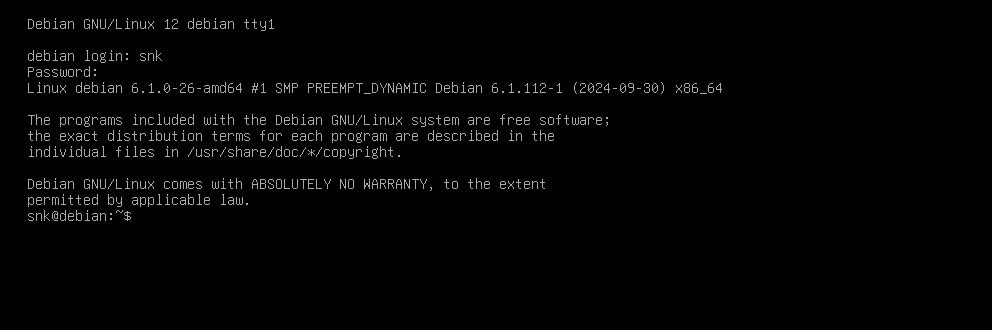 Debian GNU/Linux 12 debian tty1
debian login: snk
Password:
Linux debian 6.1.0-26-amd64 #1 SMP PREEMPT_DYNAMIC Debian 6.1.112-1 (2024-09-30) x86_64
The programs included with the Debian GNU/Linux system are free software;
the exact distribution terms for each program are described in the
individual files in /usr/share/doc/*/copyright.
Debian GNU/Linux comes with ABSOLUTELY NO WARRANTY, to the extent
permitted by applicable law.
snk@debian:~$